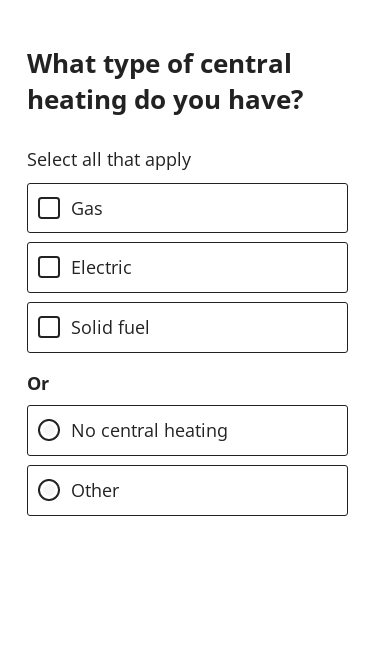 What type of central
heating do you have?
Select all that apply
Gas
Electric
Solid fuel
Or
No central heating
Other